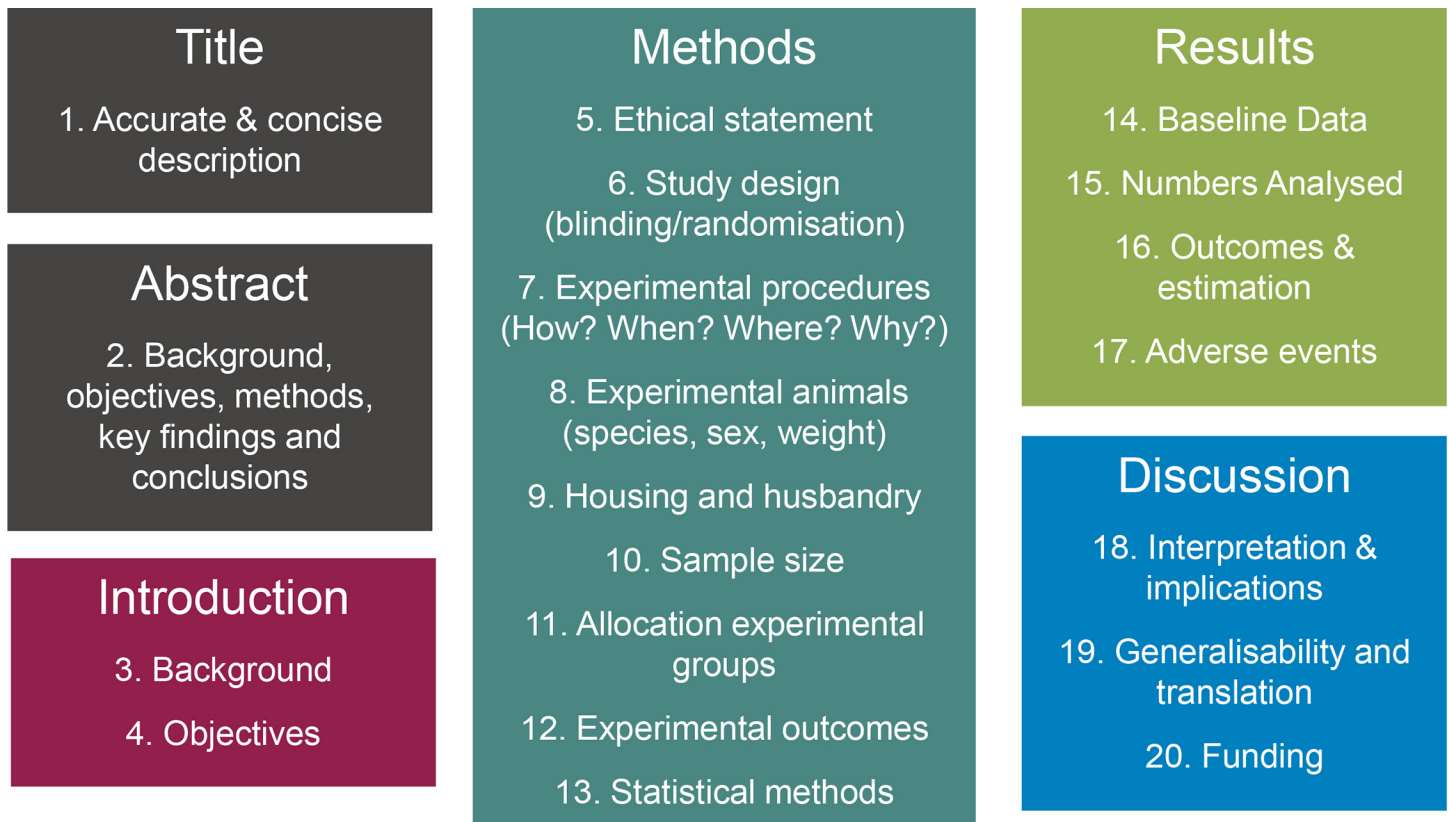 Title
1. Accurate & concise
description
Abstract
2. Background,
objectives, methods,
key findings and
conclusions
Introduction
3. Background
4. Objectives
Methods
5. Ethical statement
6. Study design
(blinding/randomisation)
7. Experimental procedures
(How? When? Where? Why?)
8. Experimental animals
(species, sex, weight)
9. Housing and husbandry
10. Sample size
11. Allocation experimental
groups
12. Experimental outcomes
13. Statistical methods
Results
14. Baseline Data
15. Numbers Analysed
16. Outcomes &
estimation
17. Adverse events
Discussion
18. Interpretation &
implications
19. Generalisability and
translation
20. Funding